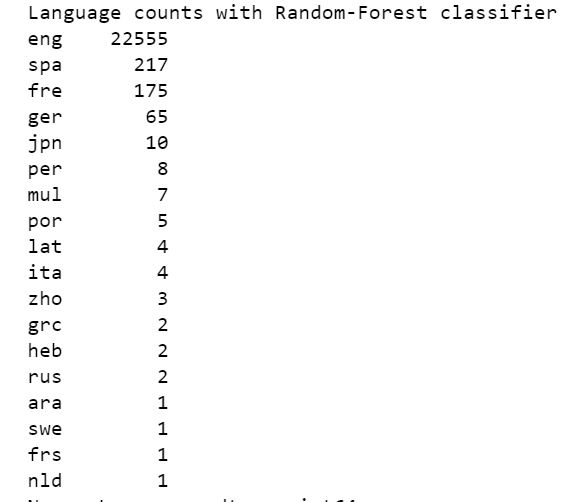 Language counts with Random-Forest classifier
eng 22555
spa 217
fre 175
ger 65
jpn 10
per 8
mul 7
por 5
lat 4
ita 4
zho 3
grc 2
heb 2
rus 2
ara 1
swe 1
frs 1
nld 1